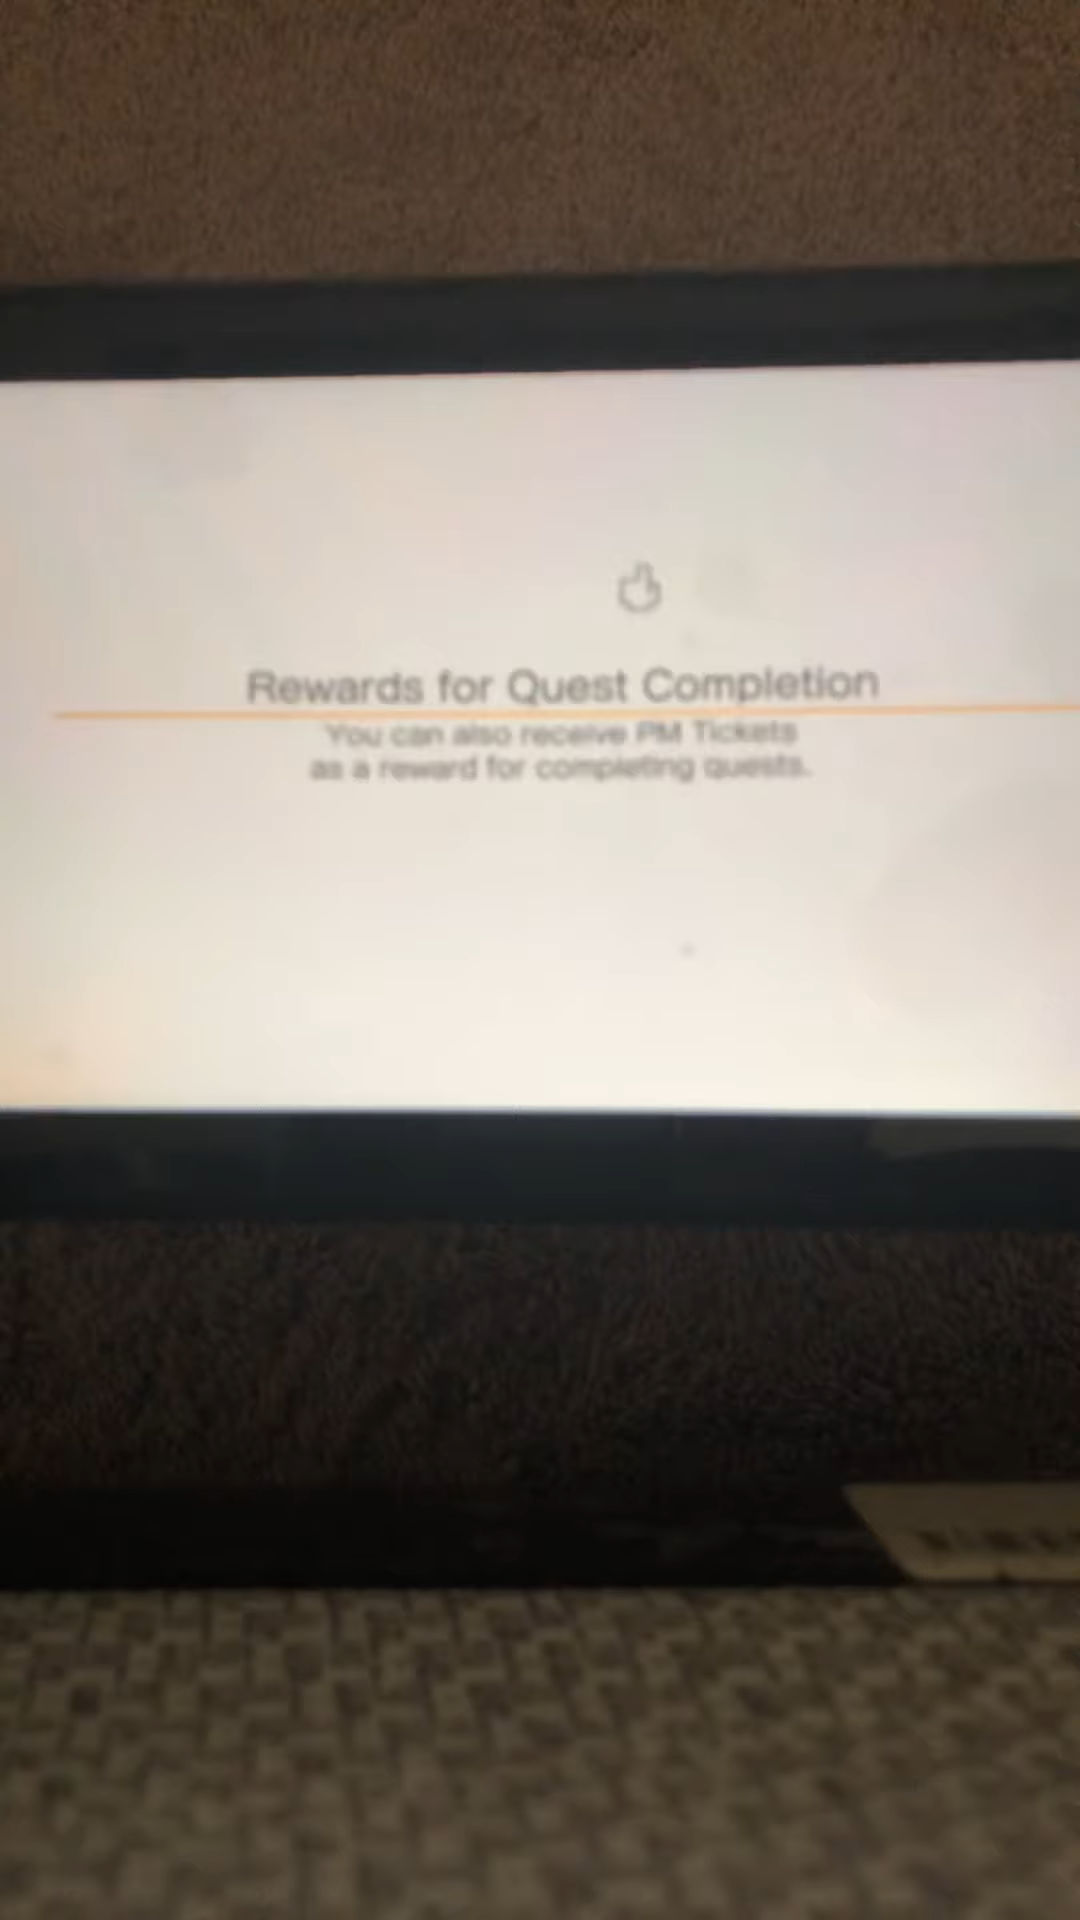 Rewards for Quest Completion
You can also receive PM Tickets
as a reward for completing quests.